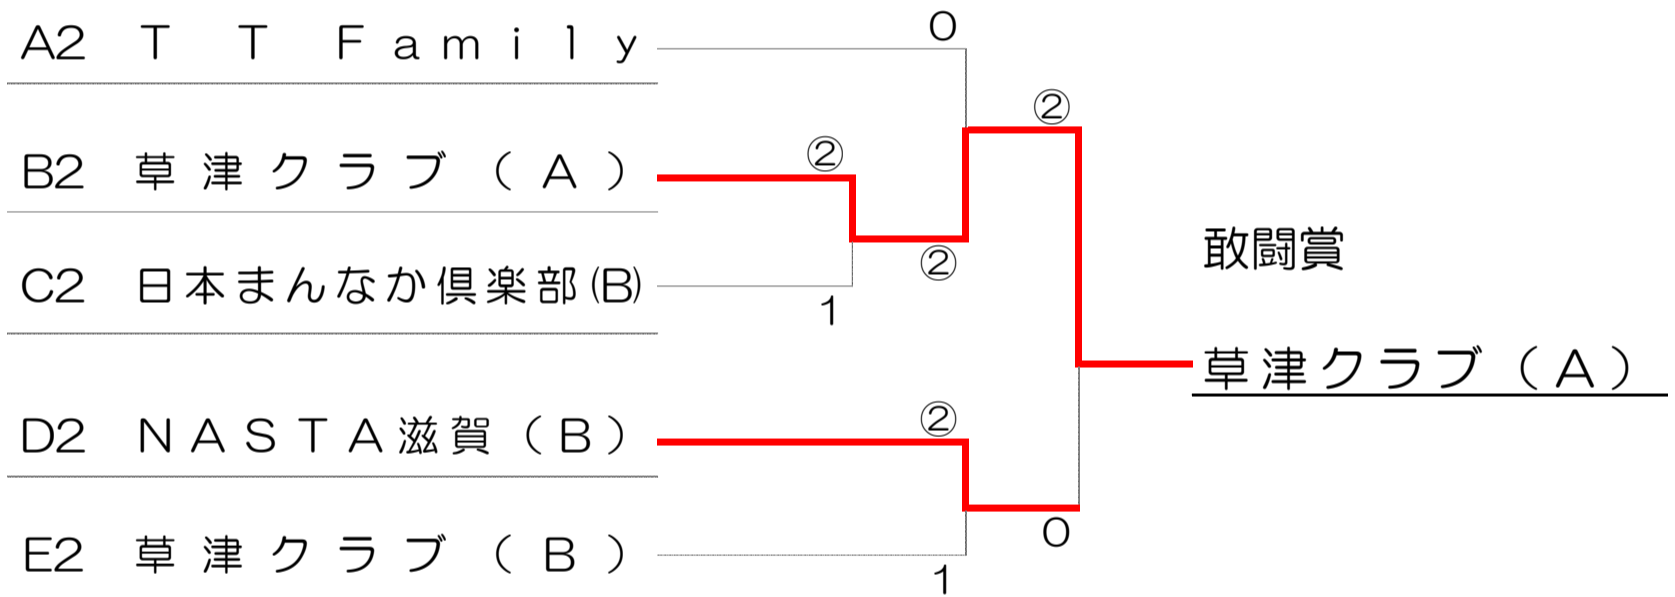 A2 ＴＴＦａｍｉｌｙ
0
②
B2 草津クラブ（Ａ）
②
②
敢闘賞
C2 日本まんなか倶楽部(B)
1
草津クラブ（Ａ）
D2 ＮＡＳＴＡ滋賀（Ｂ）
②
0
E2 草津クラブ（Ｂ）
1